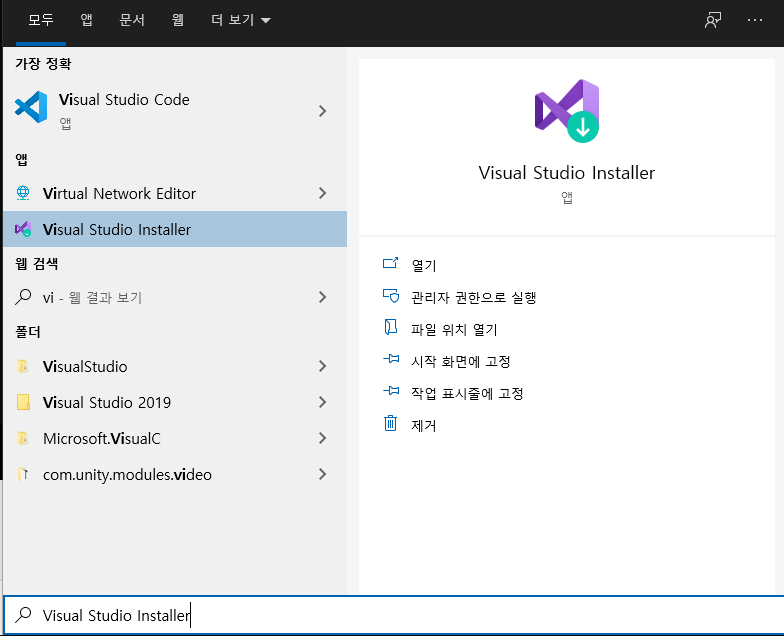 모두 앱 문서 웹 더 보기
가장 정확
Visual Studio Code
앱
앱
Virtual Network Editor
Visual Studio Installer
웹 검색
vi - 웹 결과 보기
폴더
VisualStudio
Visual Studio 2019
Microsoft.VisualC
com.unity.modules.video
Visual Studio Installer
앱
열기
관리자 권한으로 실행
파일 위치 열기
시작 화면에 고정
작업 표시줄에 고정
제거
Visual Studio Installer